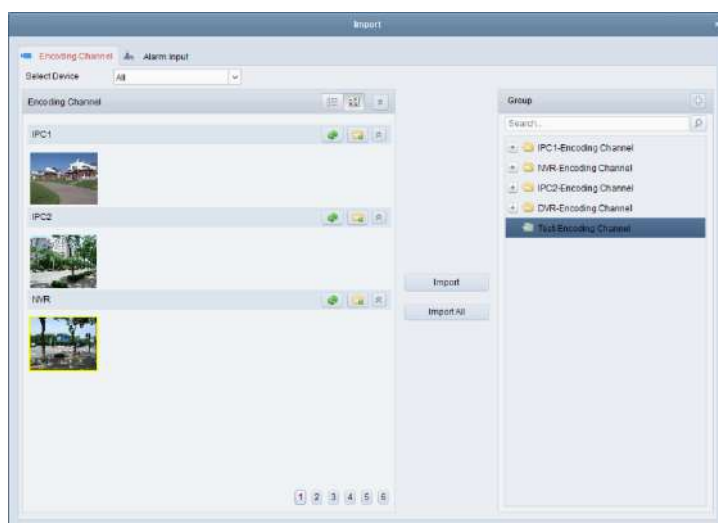 Import
Encoding Channel
Alarm Input
Select Device
All
Encoding Channel
IPC1
IPC2
NVR
1 2 3 4 5 6
Import
Import All
Group
Search...
IPC1-Encoding Channel
NVR-Encoding Channel
IPC2-Encoding Channel
DVR-Encoding Channel
Test-Encoding Channel